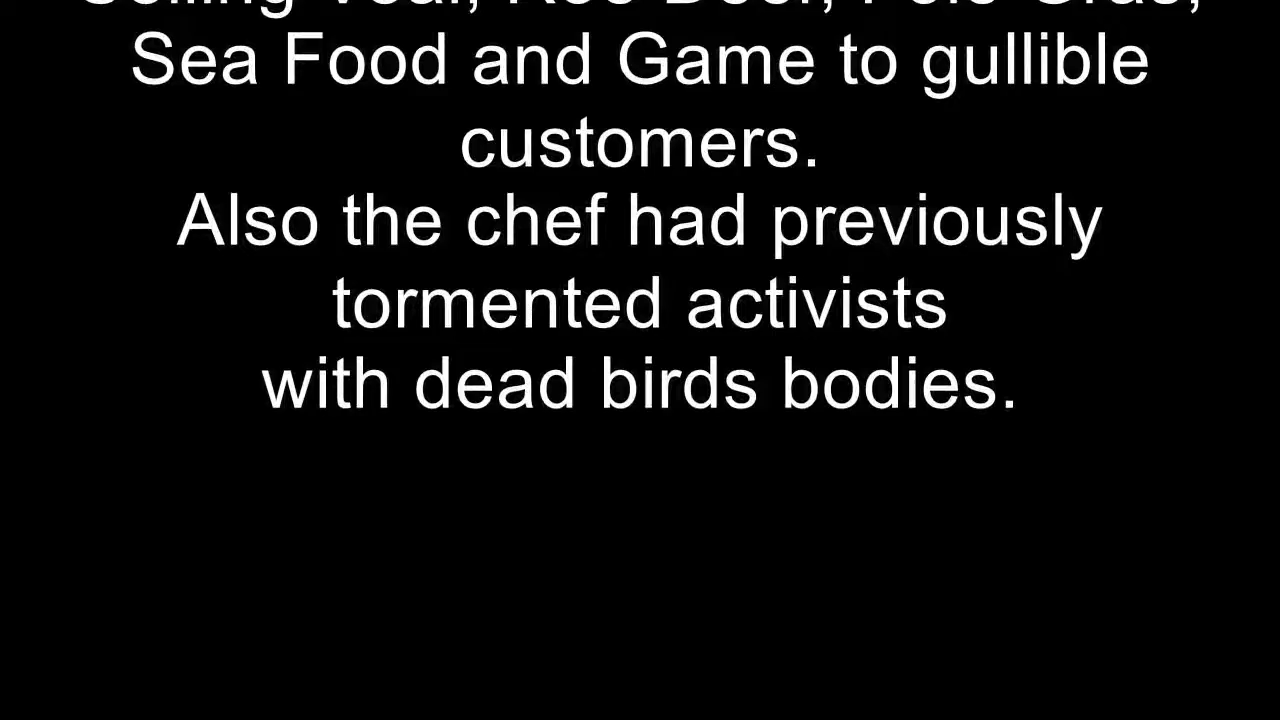 Selling Veal, Roe Deer, Foie Gras,
Sea Food and Game to gullible
customers.
Also the chef had previously
tormented activists
with dead birds bodies.